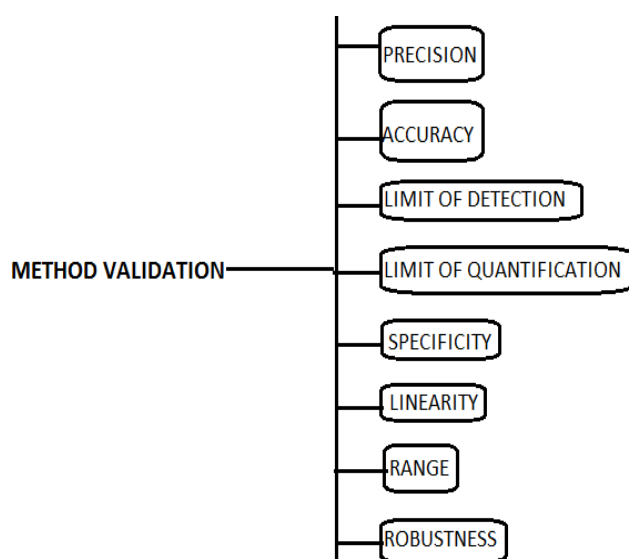 PRECISION
ACCURACY
LIMIT OF DETECTION
METHOD VALIDATION
LIMIT OF QUANTIFICATION
SPECIFICITY
LINEARITY
RANGE
ROBUSTNESS